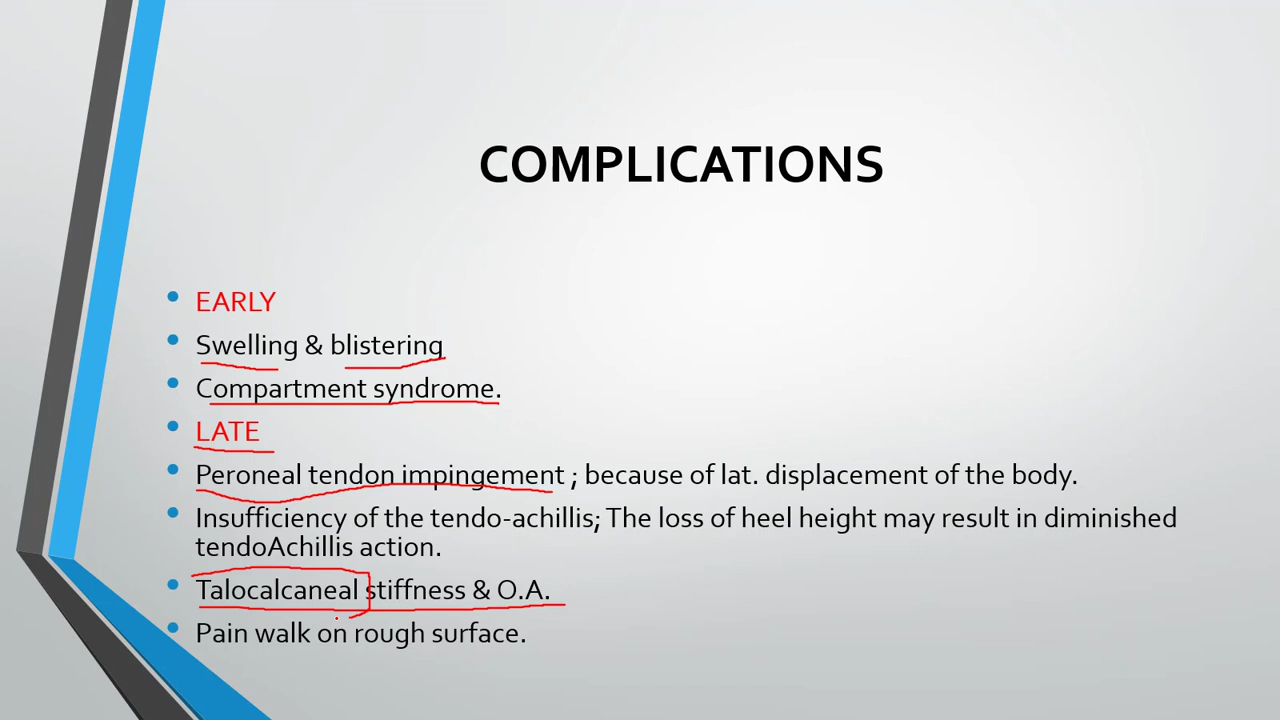 COMPLICATIONS
• EARLY
• Swelling & blistering
• Compartment syndrome.
• LATE
• Peroneal tendon impingement ; because of lat. displacement of the body.
• Insufficiency of the tendo-achillis; The loss of heel height may result in diminished
tendoAchillis action.
• Talocalcaneal stiffness & O.A.
• Pain walk on rough surface.